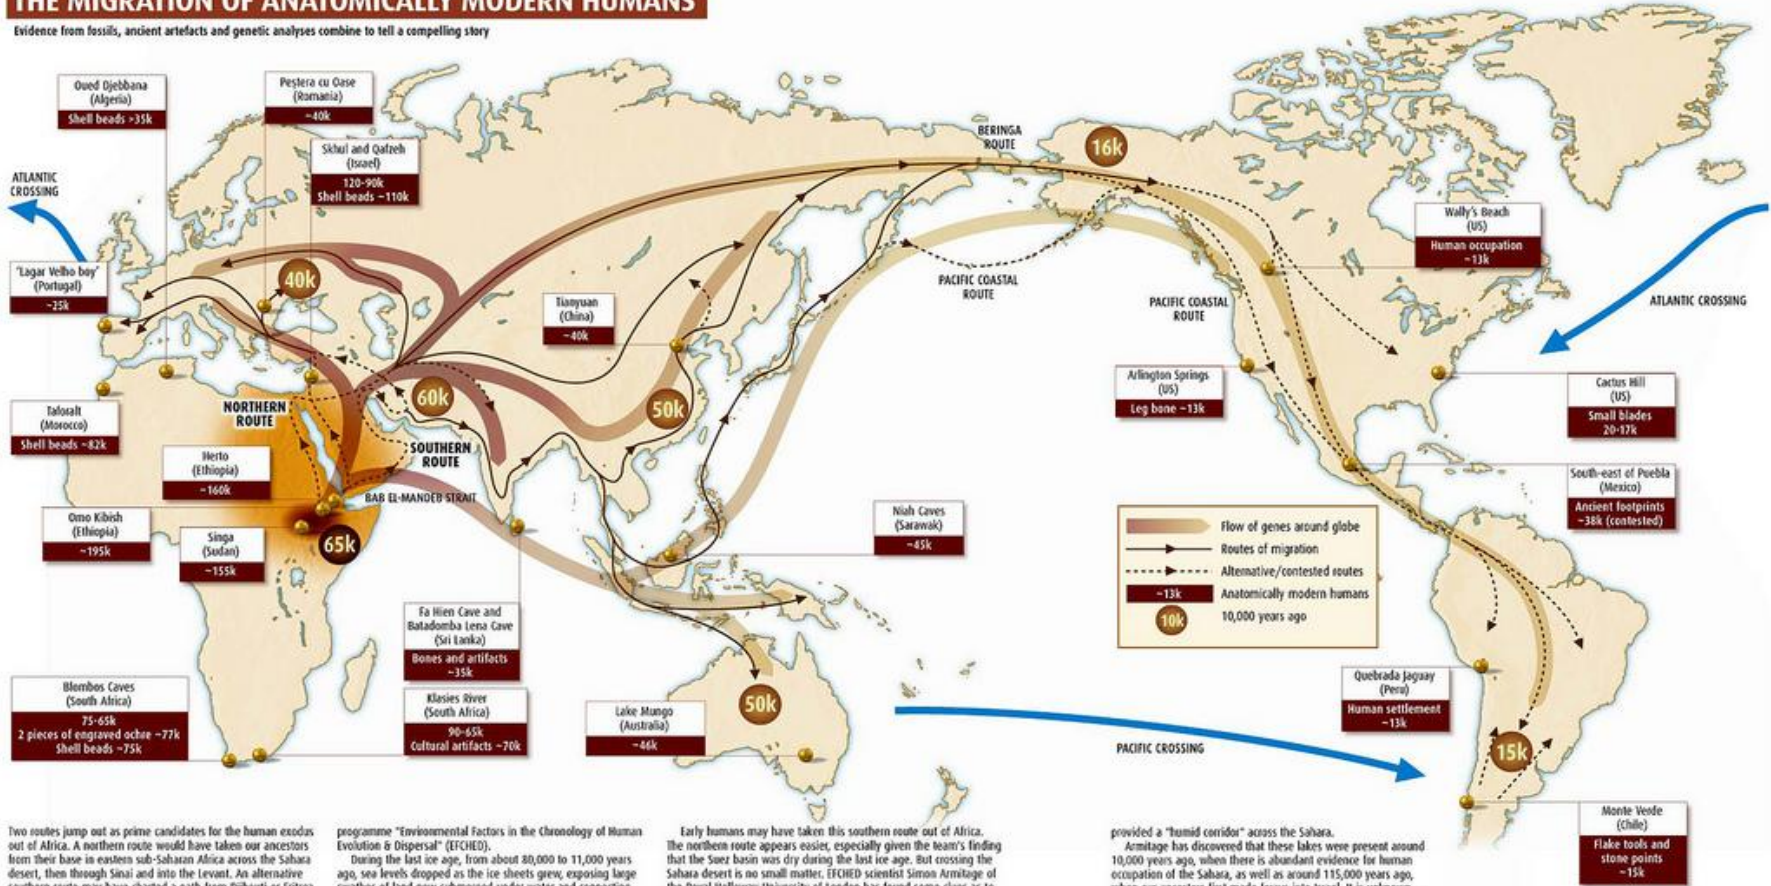 THE MIGRATION OF ANATOMICALLY MODERN HUMANS
Evidence from fossils, ancient artefacts and genetic analyses combine to tell a compelling story
Oued Djebbana
(Algeria)
Shell beads >35k
Peştera cu Oase
(Romania)
~40k
Skhul and Qafzeh
(Israel)
120-90k
Shell beads ~110k
ATLANTIC
CROSSING
'Lagar Velho boy'
(Portugal)
~25k
40k
Tianyuan
(China)
~40k
BERINGA
ROUTE
16k
PACIFIC COASTAL
ROUTE
PACIFIC COASTAL
ROUTE
Wally's Beach
(US)
Human occupation
~13k
ATLANTIC CROSSING
Arlington Springs
(US)
Leg bone ~13k
Cactus Hill
(US)
Small blades
20-17k
Taforalt
(Morocco)
Shell beads ~82k
NORTHERN
ROUTE
60k
50k
SOUTHERN
ROUTE
Herto
(Ethiopia)
~160k
BAB EL-MANDEB STRAIT
South-east of Puebla
(Mexico)
Ancient footprints
~38k (contested)
Omo Kibish
(Ethiopia)
~195k
Singa
(Sudan)
~155k
65k
Niah Caves
(Sarawak)
~45k
Flow of genes around globe
Routes of migration
Alternative/contested routes
~13k
Anatomically modern humans
10k
10,000 years ago
Fa Hien Cave and
Batadomba Lena Cave
(Sri Lanka)
Bones and artifacts
~35k
Blombos Caves
(South Africa)
75-65k
2 pieces of engraved ochre ~77k
Shell beads ~75k
Klasies River
(South Africa)
90-65k
Cultural artifacts ~70k
Lake Mungo
(Australia)
~46k
50k
Quebrada Jaguay
(Peru)
Human settlement
~13k
PACIFIC CROSSING
15k
Monte Verde
(Chile)
Flake tools and
stone points
~15k
Two routes jump out as prime candidates for the human exodus
out of Africa. A northern route would have taken our ancestors
from their base in eastern sub-Saharan Africa across the Sahara
desert, then through Sinai and into the Levant. An alternative
programme "Environmental Factors in the Chronology of Human
Evolution & Dispersal" (EFCHED).
During the last ice age, from about 80,000 to 11,000 years
ago, sea levels dropped as the ice sheets grew, exposing large
Early humans may have taken this southern route out of Africa.
The northern route appears easier, especially given the team's finding
that the Suez basin was dry during the last ice age. But crossing the
Sahara desert is no small matter. EFCHED scientist Simon Armitage of
provided a "humid corridor" across the Sahara.
Armitage has discovered that these lakes were present around
10,000 years ago, when there is abundant evidence for human
occupation of the Sahara, as well as around 115,000 years ago,